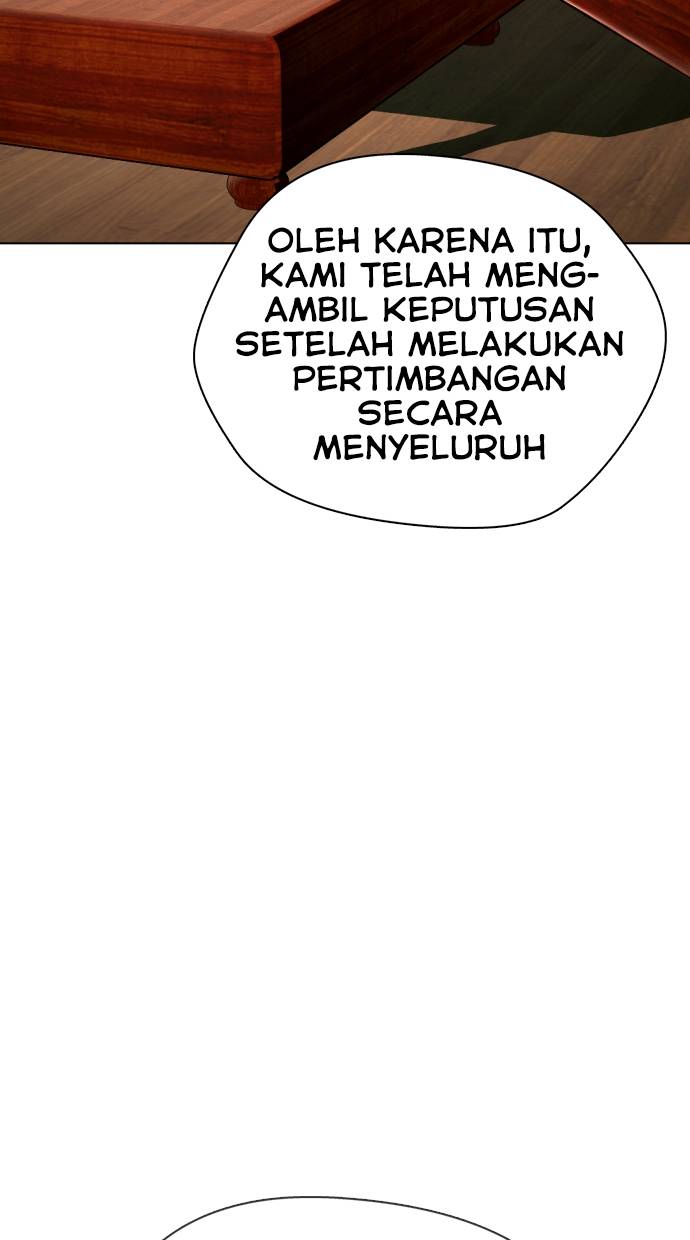 OLEH KARENA ITU,
KAMI TELAH MENG-
AMBIL KEPUTUSAN
SETELAH MELAKUKAN
PERTIMBANGAN
SECARA
MENYELURUH